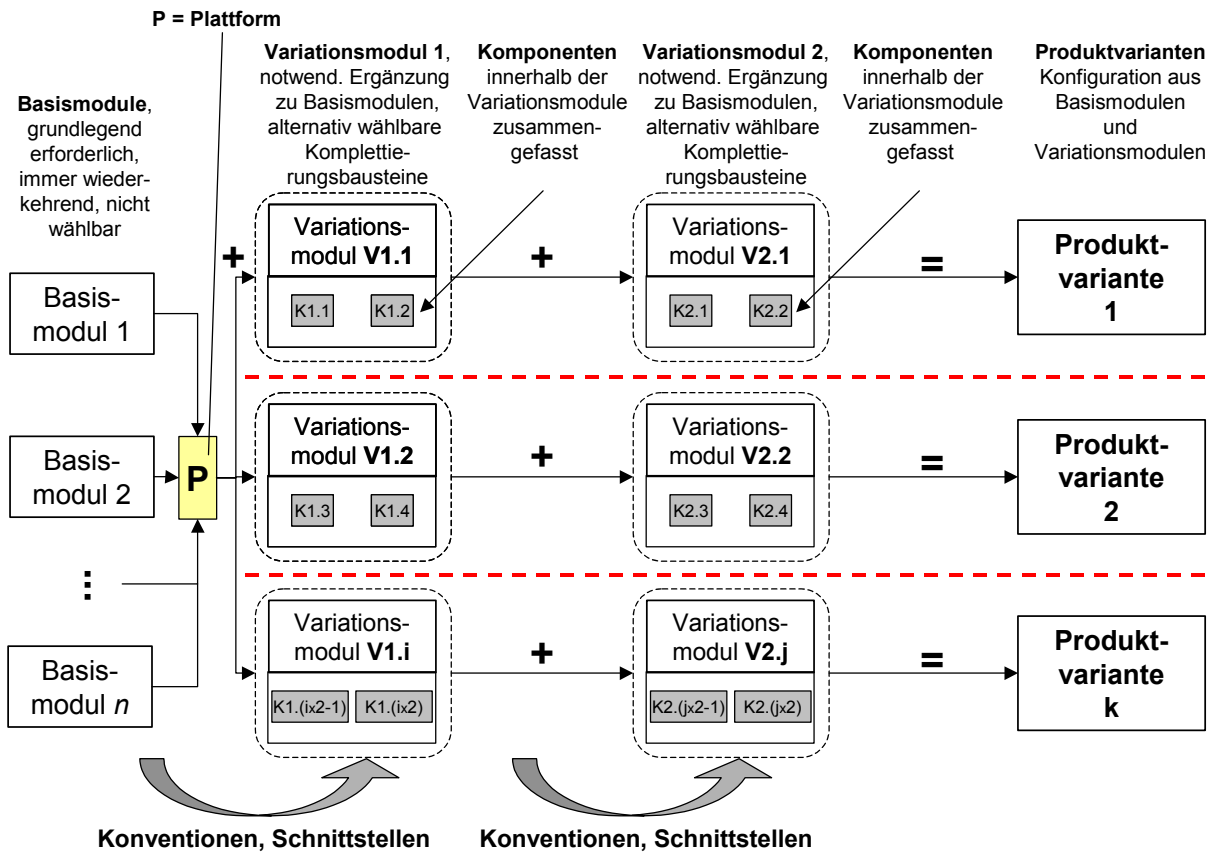 P = Plattform
Basismodule,
grundlegend
erforderlich,
immer wieder-
kehrend, nicht
wählbar
Variationsmodul 1,
notwend. Ergänzung
zu Basismodulen,
alternativ wählbare
Komplettie-
rungsbausteine
Komponenten
innerhalb der
Variationsmodule
zusammen-
gefasst
Variationsmodul 2,
notwend. Ergänzung
zu Basismodulen,
alternativ wählbare
Komplettie-
rungsbausteine
Komponenten
innerhalb der
Variationsmodule
zusammen-
gefasst
Produktvarianten
Konfiguration aus
Basismodulen
und
Variationsmodulen
Basis-
modul 1
+
Variations-
modul V1.1
K1.1
K1.2
+
Variations-
modul V2.1
K2.1
K2.2
=
Produkt-
variante
1
Basis-
modul 2
P
Variations-
modul V1.2
K1.3
K1.4
+
Variations-
modul V2.2
K2.3
K2.4
=
Produkt-
variante
2
⋮
Basis-
modul n
Variations-
modul V1.i
K1.(ix2-1)
K1.(ix2)
+
Variations-
modul V2.j
K2.(jx2-1)
K2.(jx2)
=
Produkt-
variante
k
Konventionen, Schnittstellen
Konventionen, Schnittstellen